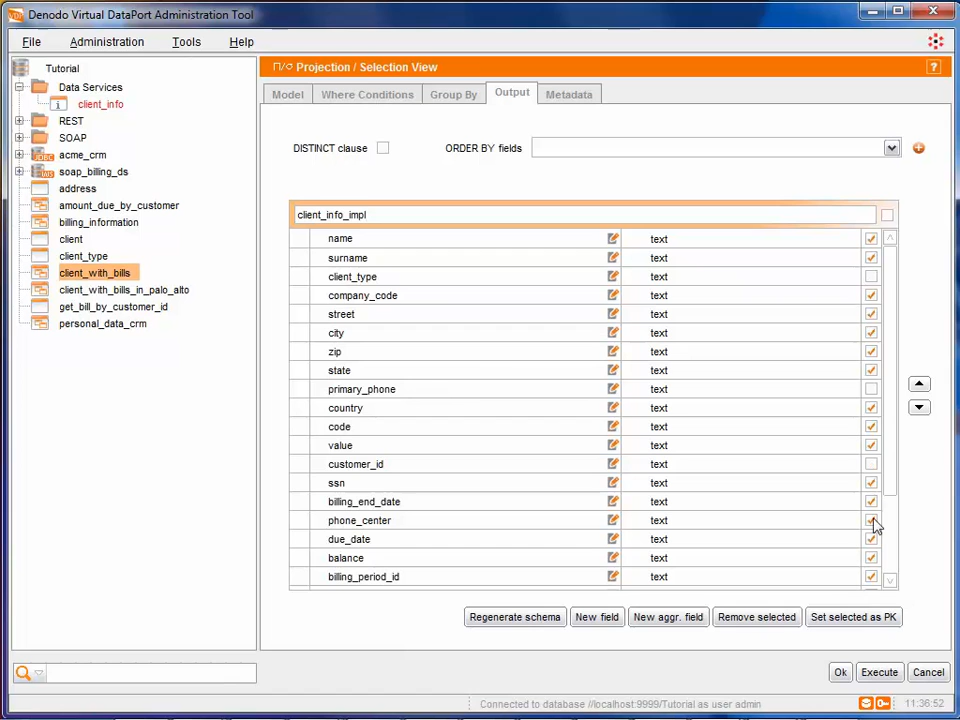 Denodo Virtual DataPort Administration Tool
File Administration Tools Help
Tutorial
Data Services
client_info
REST
SOAP
acme_crm
soap_billing_ds
address
amount_due_by_customer
billing_information
client
client_type
client_with_bills
client_with_bills_in_palo_alto
get_bill_by_customer_id
personal_data_crm
Projection / Selection View ?
Model Where Conditions Group By Output Metadata
DISTINCT clause ORDER BY fields
client_info_impl
name text
surname text
client_type text
company_code text
street text
city text
zip text
state text
primary_phone text
country text
code text
value text
customer_id text
ssn text
billing_end_date text
phone_center text
due_date text
balance text
billing_period_id text
Regenerate schema New field New aggr. field Remove selected Set selected as PK
Ok Execute Cancel
Connected to database //localhost:9999/Tutorial as user admin 11:36:52